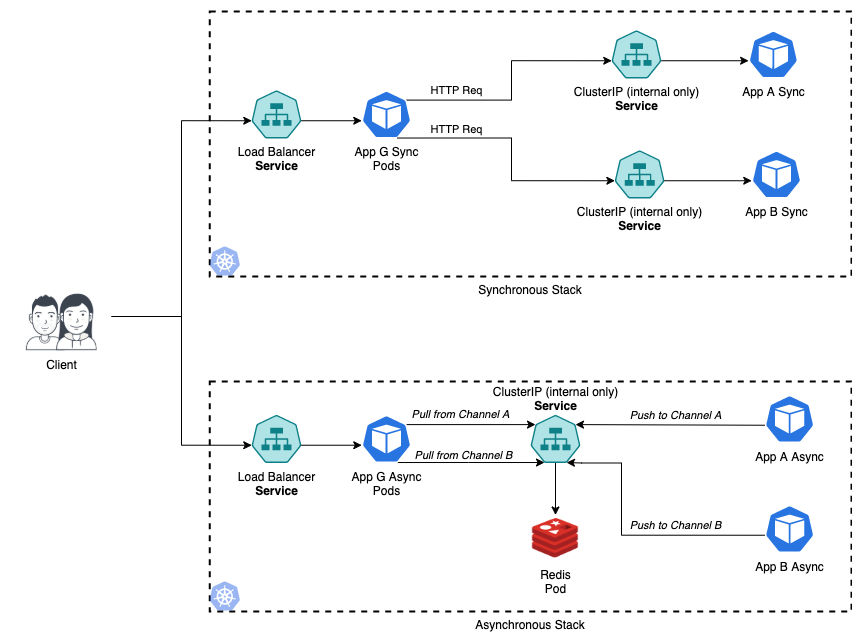 HTTP Req
ClusterIP (internal only)
Service
App A Sync
Load Balancer
Service
App G Sync
Pods
HTTP Req
ClusterIP (internal only)
Service
App B Sync
Synchronous Stack
Client
ClusterIP (internal only)
Service
Pull from Channel A
Push to Channel A
Load Balancer
Service
App G Async
Pods
Pull from Channel B
App A Async
Push to Channel B
App B Async
Redis
Pod
Asynchronous Stack